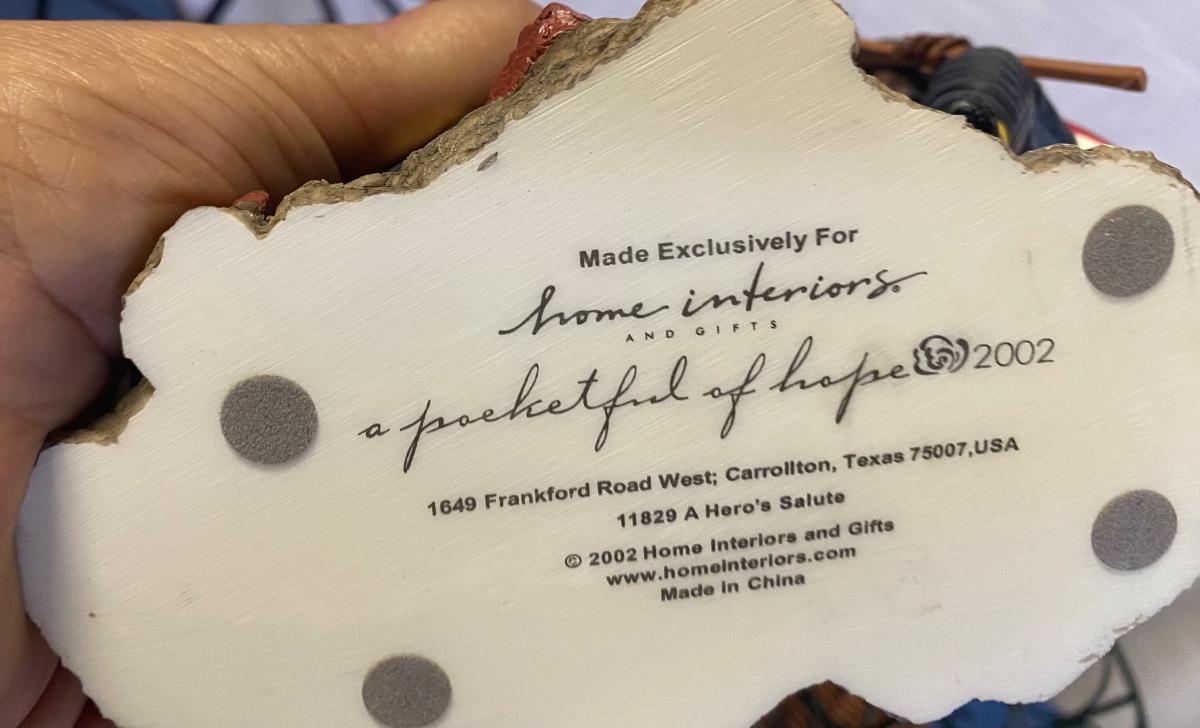 Made Exclusively For
home interiors®
AND GIFTS
a pocketful of hope 2002
1649 Frankford Road West; Carrollton, Texas 75007,USA
11829 A Hero's Salute
© 2002 Home Interiors and Gifts
www.homeinteriors.com
Made in China